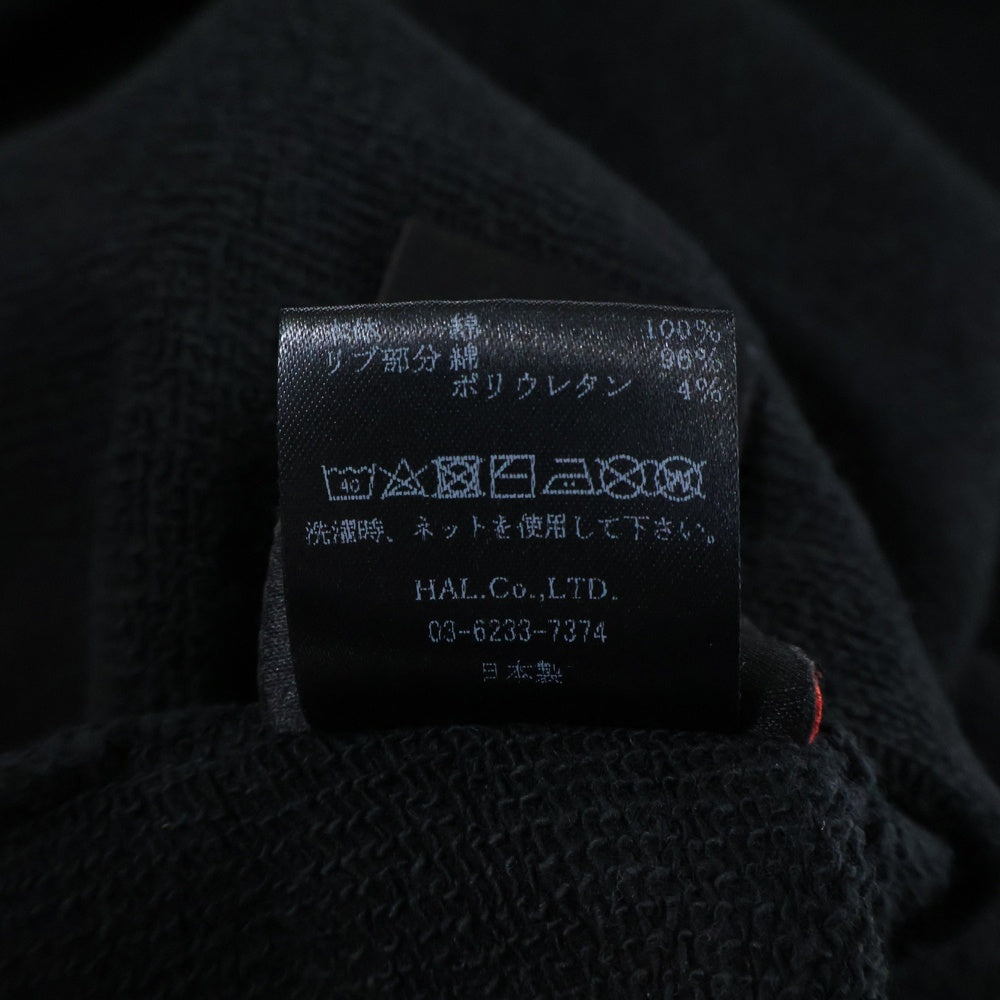 綿 100%
リブ部分 綿 96%
ポリウレタン 4%
40
洗濯時、ネットを使用して下さい。
HAL.Co.,LTD.
03-6233-7374
日本製